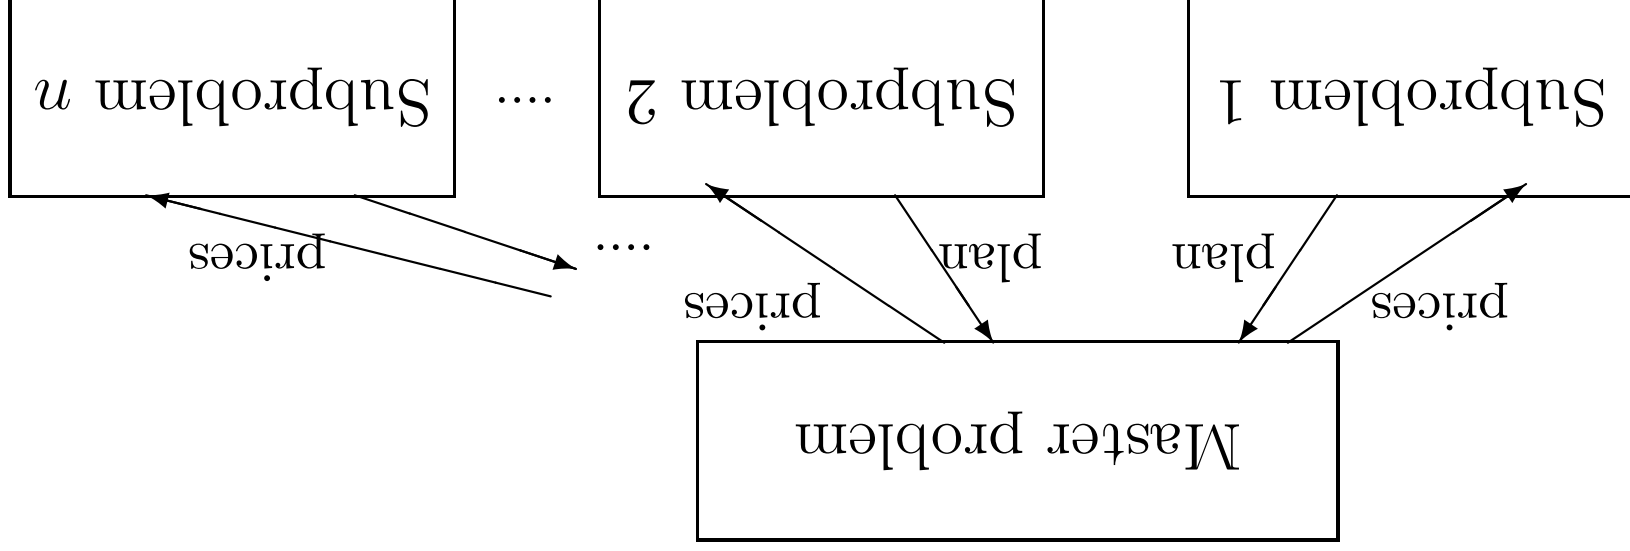 Master problem
prices
prices
plan
plan
....
prices
Subproblem 1
Subproblem 2
....
Subproblem n